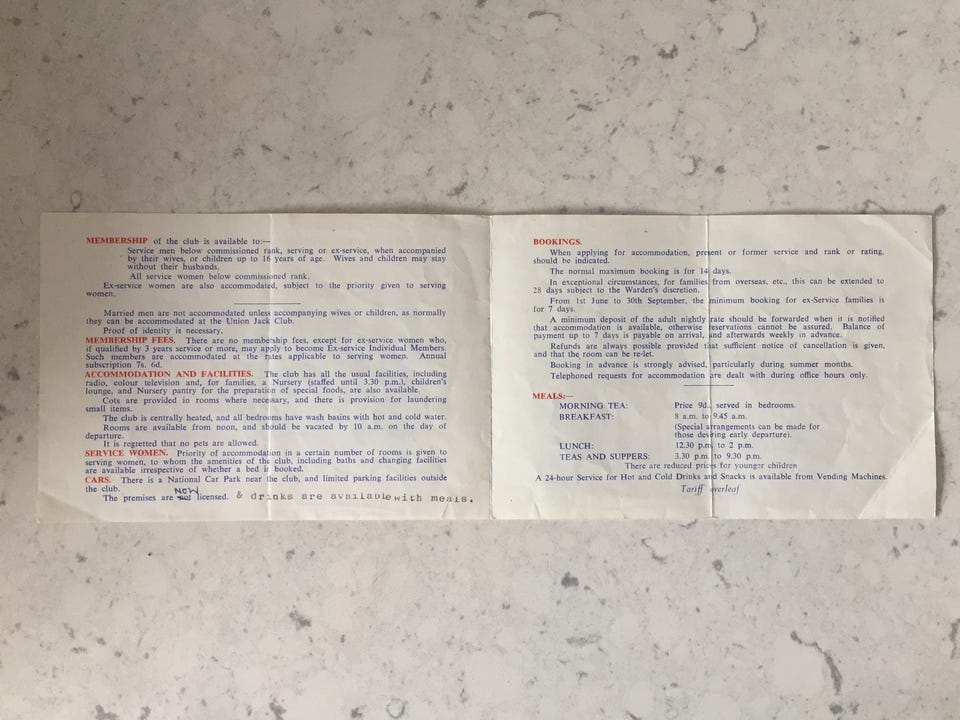 MEMBERSHIP of the club is available to:—
Service men below commissioned rank, serving or ex-service, when accompanied
by their wives, or children up to 16 years of age. Wives and children may stay
without their husbands.
All service women below commissioned rank.
Ex-service women are also accommodated, subject to the priority given to serving
women.
Married men are not accommodated unless accompanying wives or children, as normally
they can be accommodated at the Union Jack Club.
Proof of identity is necessary.
MEMBERSHIP FEES. There are no membership fees, except for ex-service women who,
if qualified by 3 years service or more, may apply to become Ex-service Individual Members.
Such members are accommodated at the rates applicable to serving women. Annual
subscription 7s. 6d.
ACCOMMODATION AND FACILITIES. The club has all the usual facilities, including
radio, colour television and, for families, a Nursery (staffed until 3.30 p.m.), children's
lounge, and Nursery pantry for the preparation of special foods, are also available.
Cots are provided in rooms where necessary, and there is provision for laundering
small items.
The club is centrally heated, and all bedrooms have wash basins with hot and cold water.
Rooms are available from noon, and should be vacated by 10 a.m. on the day of
departure.
It is regretted that no pets are allowed.
SERVICE WOMEN. Priority of accommodation in a certain number of rooms is given to
serving women, to whom the amenities of the club, including baths and changing facilities
are available irrespective of whether a bed is booked.
CARS. There is a National Car Park near the club, and limited parking facilities outside
the club.
NOW
The premises are not licensed. & drinks are available with meals.
BOOKINGS.
When applying for accommodation, present or former service and rank or rating,
should be indicated.
The normal maximum booking is for 14 days.
In exceptional circumstances, for families from overseas, etc., this can be extended to
28 days subject to the Warden's discretion.
From 1st June to 30th September, the minimum booking for ex-Service families is
for 7 days.
A minimum deposit of the adult nightly rate should be forwarded when it is notified
that accommodation is available, otherwise reservations cannot be assured. Balance of
payment up to 7 days is payable on arrival, and afterwards weekly in advance.
Refunds are always possible provided that sufficient notice of cancellation is given,
and that the room can be re-let.
Booking in advance is strongly advised, particularly during summer months.
Telephoned requests for accommodation are dealt with during office hours only.
MEALS:—
MORNING TEA: Price 9d. served in bedrooms.
BREAKFAST: 8 a.m. to 9.45 a.m.
(Special arrangements can be made for
those desiring early departure).
LUNCH: 12.30 p.m. to 2 p.m.
TEAS AND SUPPERS: 3.30 p.m. to 9.30 p.m.
There are reduced prices for younger children
A 24-hour Service for Hot and Cold Drinks and Snacks is available from Vending Machines.
Tariff overleaf